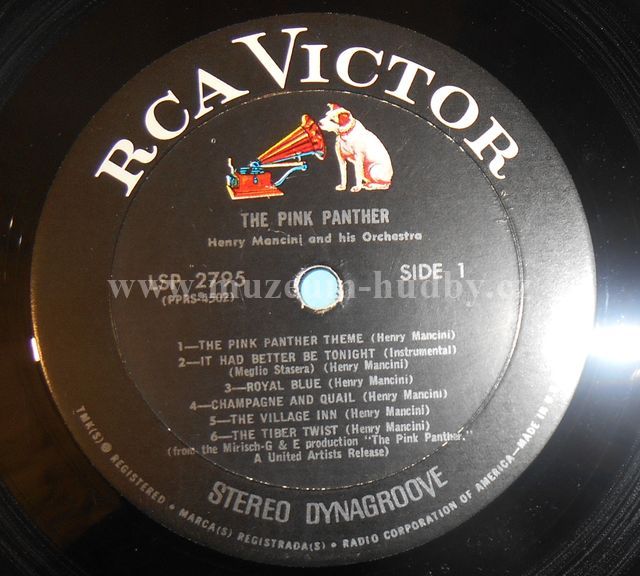 RCA VICTOR
THE PINK PANTHER
Henry Mancini and his Orchestra
LSP 2795
SIDE 1
(PPRS-4502)
www.muzeum-hudby.cz
1—THE PINK PANTHER THEME (Henry Mancini)
2—IT HAD BETTER BE TONIGHT (Instrumental)
(Meglio Stasera) (Henry Mancini)
3—ROYAL BLUE (Henry Mancini)
4—CHAMPAGNE AND QUAIL (Henry Mancini)
5—THE VILLAGE INN (Henry Mancini)
6—THE TIBER TWIST (Henry Mancini)
(from the Mirisch-G & E production "The Pink Panther,"
A United Artists Release)
STEREO DYNAGROOVE
TMK(S) ® REGISTERED • MARCA(S) REGISTRADA(S) • RADIO CORPORATION OF AMERICA—MADE IN U.